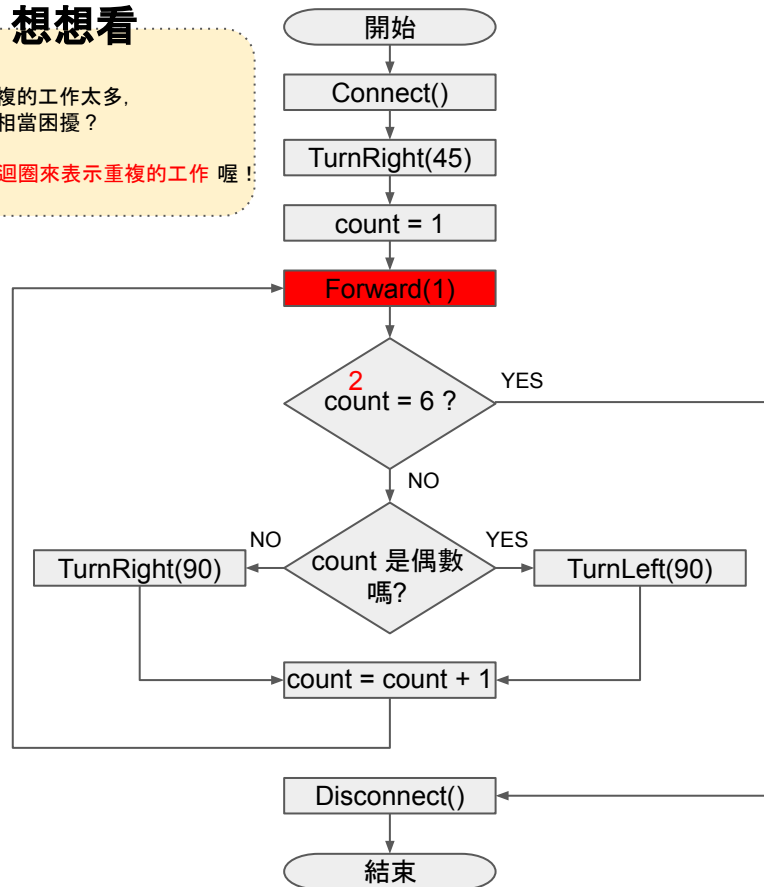 想想看
複的工作太多,
相當困擾？
迴圈來表示重複的工作 喔！
開始
Connect()
TurnRight(45)
count = 1
Forward(1)
2
count = 6 ?
YES
NO
count 是偶數
嗎?
NO
YES
TurnRight(90)
TurnLeft(90)
count = count + 1
Disconnect()
結束